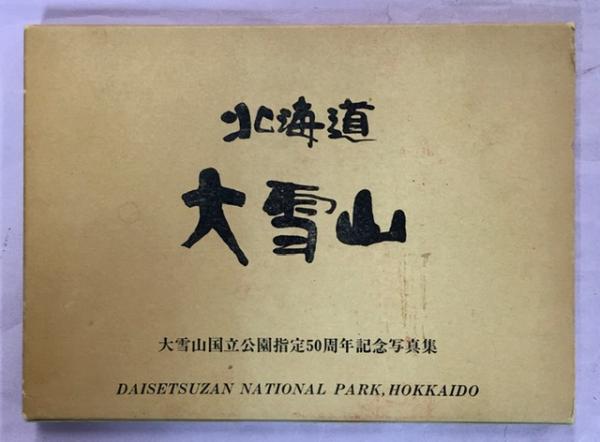 北海道
大雪山
大雪山国立公園指定50周年記念写真集
DAISETSUZAN NATIONAL PARK, HOKKAIDO